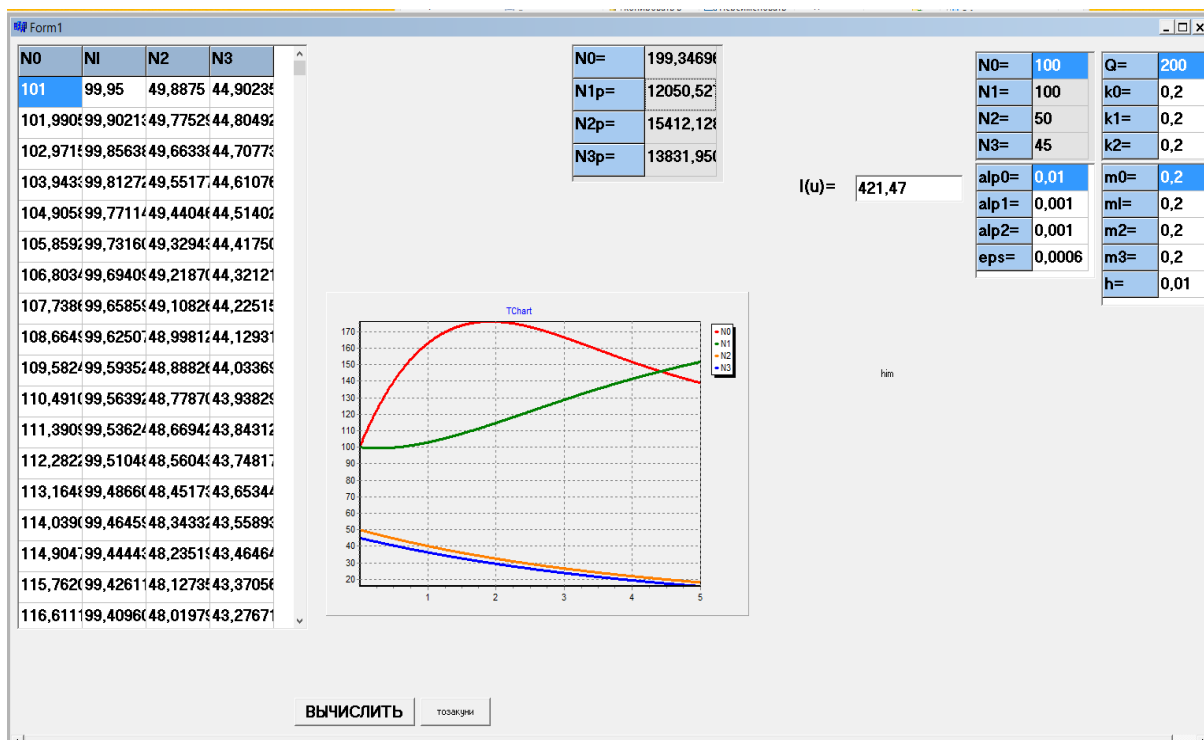 Form1
N0 NI N2 N3
101 99,95 49,8875 44,90235
101,9905 99,90213 49,77529 44,80492
102,9715 99,85638 49,66338 44,70773
103,9433 99,81272 49,55177 44,61076
104,9058 99,77114 49,44046 44,51402
105,8592 99,73160 49,32943 44,41750
106,8034 99,69409 49,21870 44,32121
107,7386 99,65859 49,10826 44,22515
108,6649 99,62507 48,99812 44,12931
109,5824 99,59352 48,88826 44,03369
110,4910 99,56392 48,77870 43,93829
111,3909 99,53624 48,66942 43,84312
112,2822 99,51048 48,56043 43,74817
113,1648 99,48660 48,45173 43,65344
114,0390 99,46459 48,34332 43,55893
114,9047 99,44443 48,23519 43,46464
115,7620 99,42611 48,12735 43,37056
116,6111 99,40960 48,01979 43,27671
N0= 199,34696
N1p= 12050,527
N2p= 15412,128
N3p= 13831,950
I(u)= 421,47
N0= 100
N1= 100
N2= 50
N3= 45
alp0= 0,01
alp1= 0,001
alp2= 0,001
eps= 0,0006
Q= 200
k0= 0,2
k1= 0,2
k2= 0,2
m0= 0,2
ml= 0,2
m2= 0,2
m3= 0,2
h= 0,01
TChart
170
160
150
140
130
120
110
100
90
80
70
60
50
40
30
20
1 2 3 4 5
N0
N1
N2
N3
him
ВЫЧИСЛИТЬ
тозакуни